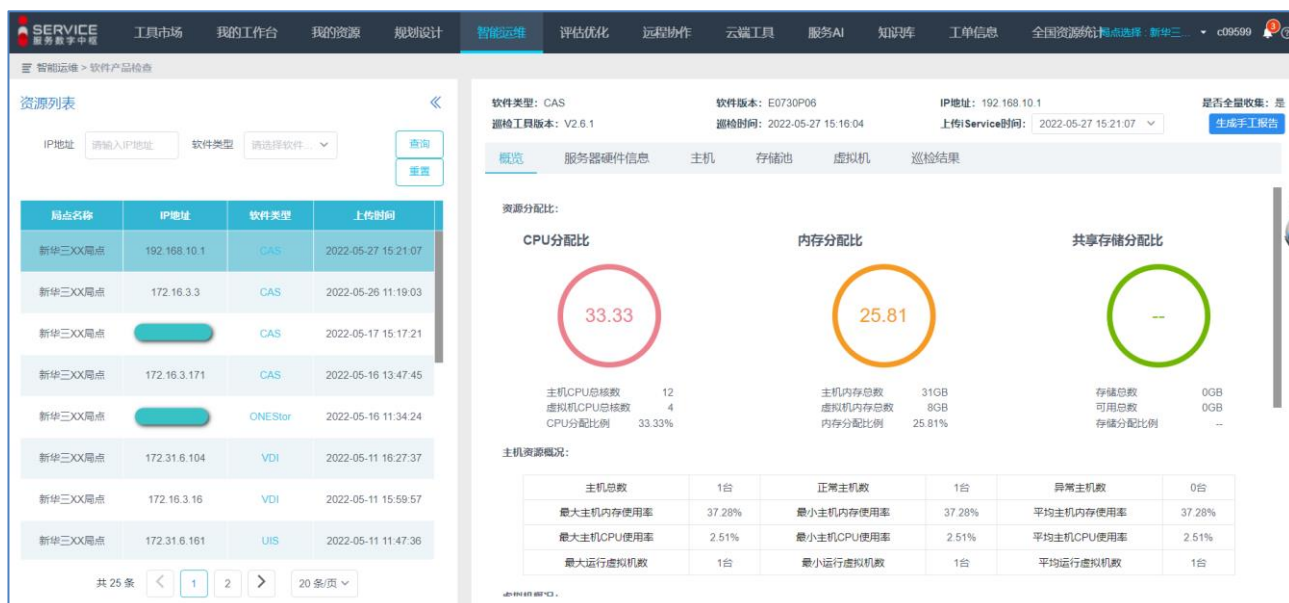 SERVICE
服务数字中枢
工具市场 我的工作台 我的资源 规划设计 智能运维 评估优化 远程协作 云端工具 服务AI 知识库 工单信息 全国资源统计 局点选择：新华三... c09599 3
智能运维 > 软件产品检查
资源列表
IP地址 请输入IP地址 软件类型 请选择软件... 查询
重置
局点名称 IP地址 软件类型 上传时间
新华三XX局点 192.168.10.1 CAS 2022-05-27 15:21:07
新华三XX局点 172.16.3.3 CAS 2022-05-26 11:19:03
新华三XX局点 CAS 2022-05-17 15:17:21
新华三XX局点 172.16.3.171 CAS 2022-05-16 13:47:45
新华三XX局点 ONEStor 2022-05-16 11:34:24
新华三XX局点 172.31.6.104 VDI 2022-05-11 16:27:37
新华三XX局点 172.16.3.16 VDI 2022-05-11 15:59:57
新华三XX局点 172.31.6.161 UIS 2022-05-11 11:47:36
共 25 条 1 2 20 条/页
软件类型：CAS 软件版本：E0730P06 IP地址：192.168.10.1 是否全量收集：是
巡检工具版本：V2.6.1 巡检时间：2022-05-27 15:16:04 上传iService时间：2022-05-27 15:21:07 生成手工报告
概览 服务器硬件信息 主机 存储池 虚拟机 巡检结果
资源分配比：
CPU分配比 内存分配比 共享存储分配比
33.33 25.81 --
主机CPU总核数 12 主机内存总数 31GB 存储总数 0GB
虚拟机CPU总核数 4 虚拟机内存总数 8GB 可用总数 0GB
CPU分配比例 33.33% 内存分配比例 25.81% 存储分配比例 --
主机资源概况：
主机总数 1台 正常主机数 1台 异常主机数 0台
最大主机内存使用率 37.28% 最小主机内存使用率 37.28% 平均主机内存使用率 37.28%
最大主机CPU使用率 2.51% 最小主机CPU使用率 2.51% 平均主机CPU使用率 2.51%
最大运行虚拟机数 1台 最小运行虚拟机数 1台 平均运行虚拟机数 1台